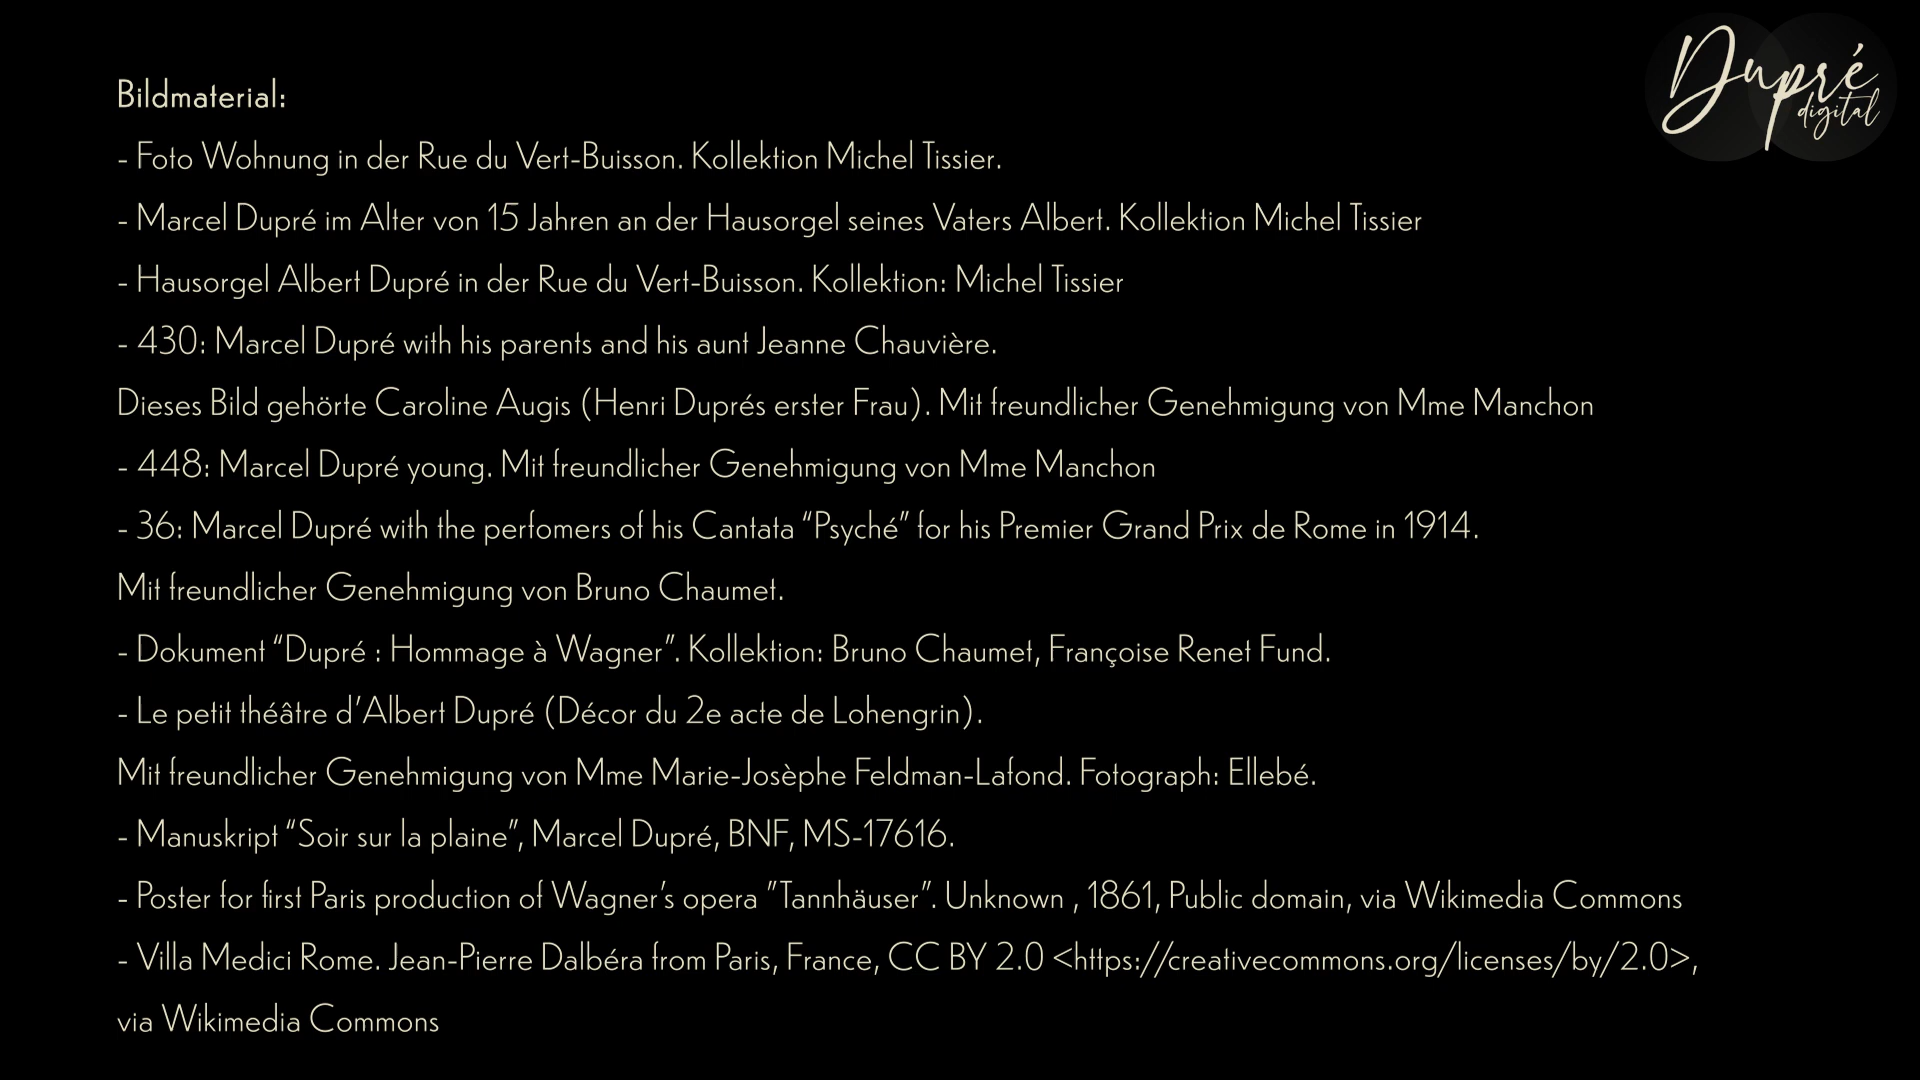 Dupré
digital
Bildmaterial:
- Foto Wohnung in der Rue du Vert-Buisson. Kollektion Michel Tissier.
- Marcel Dupré im Alter von 15 Jahren an der Hausorgel seines Vaters Albert. Kollektion Michel Tissier
- Hausorgel Albert Dupré in der Rue du Vert-Buisson. Kollektion: Michel Tissier
- 430: Marcel Dupré with his parents and his aunt Jeanne Chauvière.
Dieses Bild gehörte Caroline Augis (Henri Duprés erster Frau). Mit freundlicher Genehmigung von Mme Manchon
- 448: Marcel Dupré young. Mit freundlicher Genehmigung von Mme Manchon
- 36: Marcel Dupré with the perfomers of his Cantata “Psyché” for his Premier Grand Prix de Rome in 1914.
Mit freundlicher Genehmigung von Bruno Chaumet.
- Dokument “Dupré : Hommage à Wagner”. Kollektion: Bruno Chaumet, Françoise Renet Fund.
- Le petit théâtre d’Albert Dupré (Décor du 2e acte de Lohengrin).
Mit freundlicher Genehmigung von Mme Marie-Josèphe Feldman-Lafond. Fotograph: Ellebé.
- Manuskript “Soir sur la plaine”, Marcel Dupré, BNF, MS-17616.
- Poster for first Paris production of Wagner’s opera "Tannhäuser". Unknown , 1861, Public domain, via Wikimedia Commons
- Villa Medici Rome. Jean-Pierre Dalbéra from Paris, France, CC BY 2.0 <https://creativecommons.org/licenses/by/2.0>,
via Wikimedia Commons